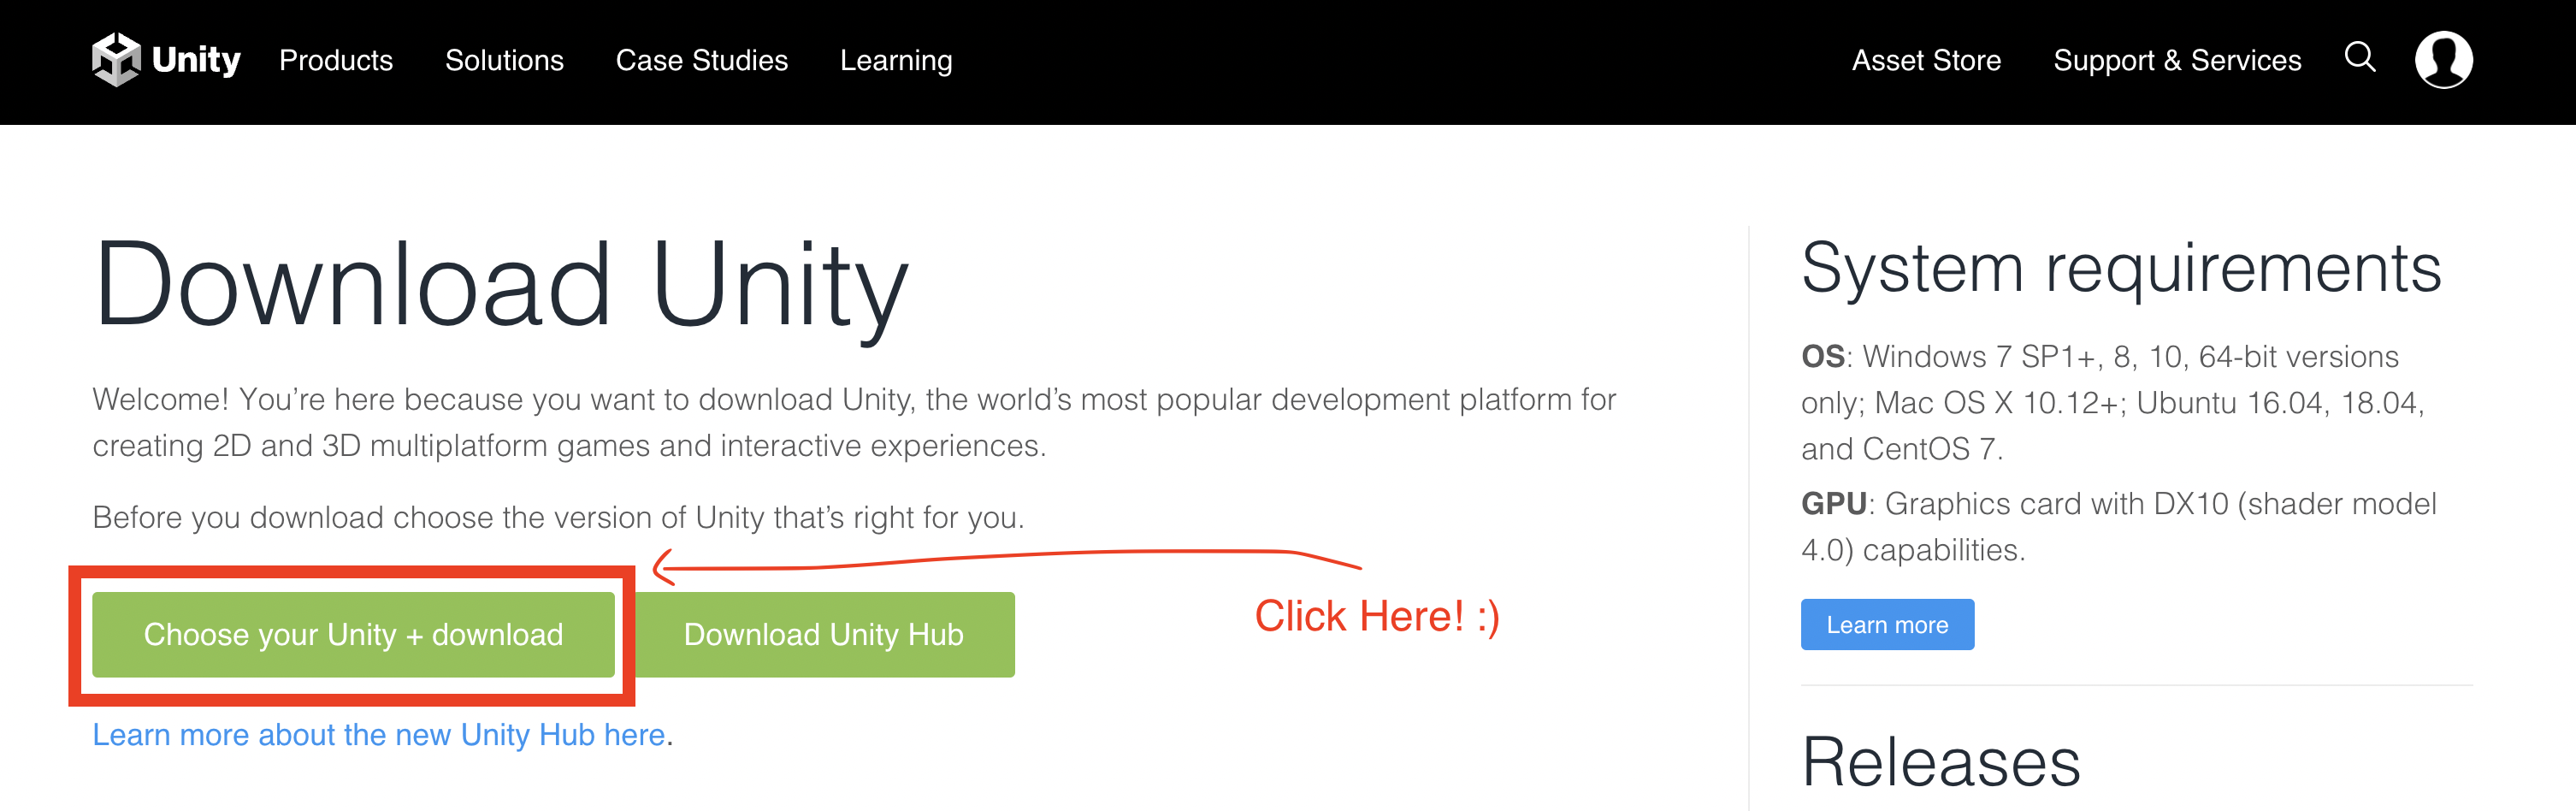 Unity Products Solutions Case Studies Learning Asset Store Support & Services
Download Unity
Welcome! You’re here because you want to download Unity, the world’s most popular development platform for
creating 2D and 3D multiplatform games and interactive experiences.
Before you download choose the version of Unity that’s right for you.
Choose your Unity + download
Download Unity Hub
Click Here! :)
Learn more about the new Unity Hub here.
System requirements
OS: Windows 7 SP1+, 8, 10, 64-bit versions
only; Mac OS X 10.12+; Ubuntu 16.04, 18.04,
and CentOS 7.
GPU: Graphics card with DX10 (shader model
4.0) capabilities.
Learn more
Releases